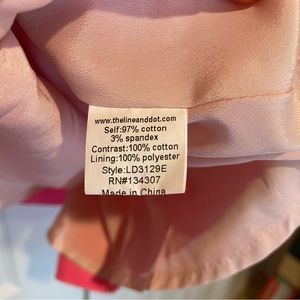 www.thelineanddot.com
Self:97% cotton
3% spandex
Contrast:100% cotton
Lining:100% polyester
Style:LD3129E
RN#134307
Made in China